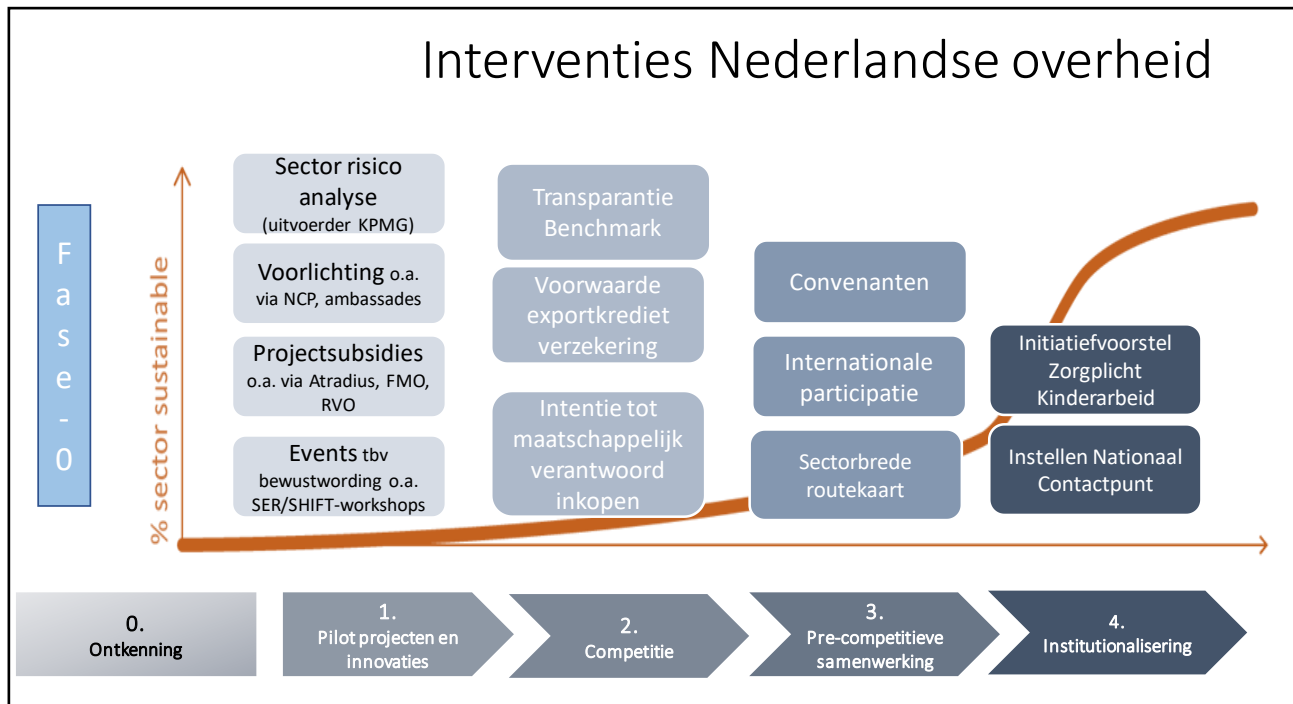 Interventies Nederlandse overheid
F
a
s
e
-
0
% sector sustainable
Sector risico
analyse
(uitvoerder KPMG)
Voorlichting o.a.
via NCP, ambassades
Projectsubsidies
o.a. via Atradius, FMO,
RVO
Events tbv
bewustwording o.a.
SER/SHIFT-workshops
Transparantie
Benchmark
Voorwaarde
exportkrediet
verzekering
Intentie tot
maatschappelijk
verantwoord
inkopen
Convenanten
Internationale
participatie
Sectorbrede
routekaart
Initiatiefvoorstel
Zorgplicht
Kinderarbeid
Instellen Nationaal
Contactpunt
0.
Ontkenning
1.
Pilot projecten en
innovaties
2.
Competitie
3.
Pre-competitieve
samenwerking
4.
Institutionalisering